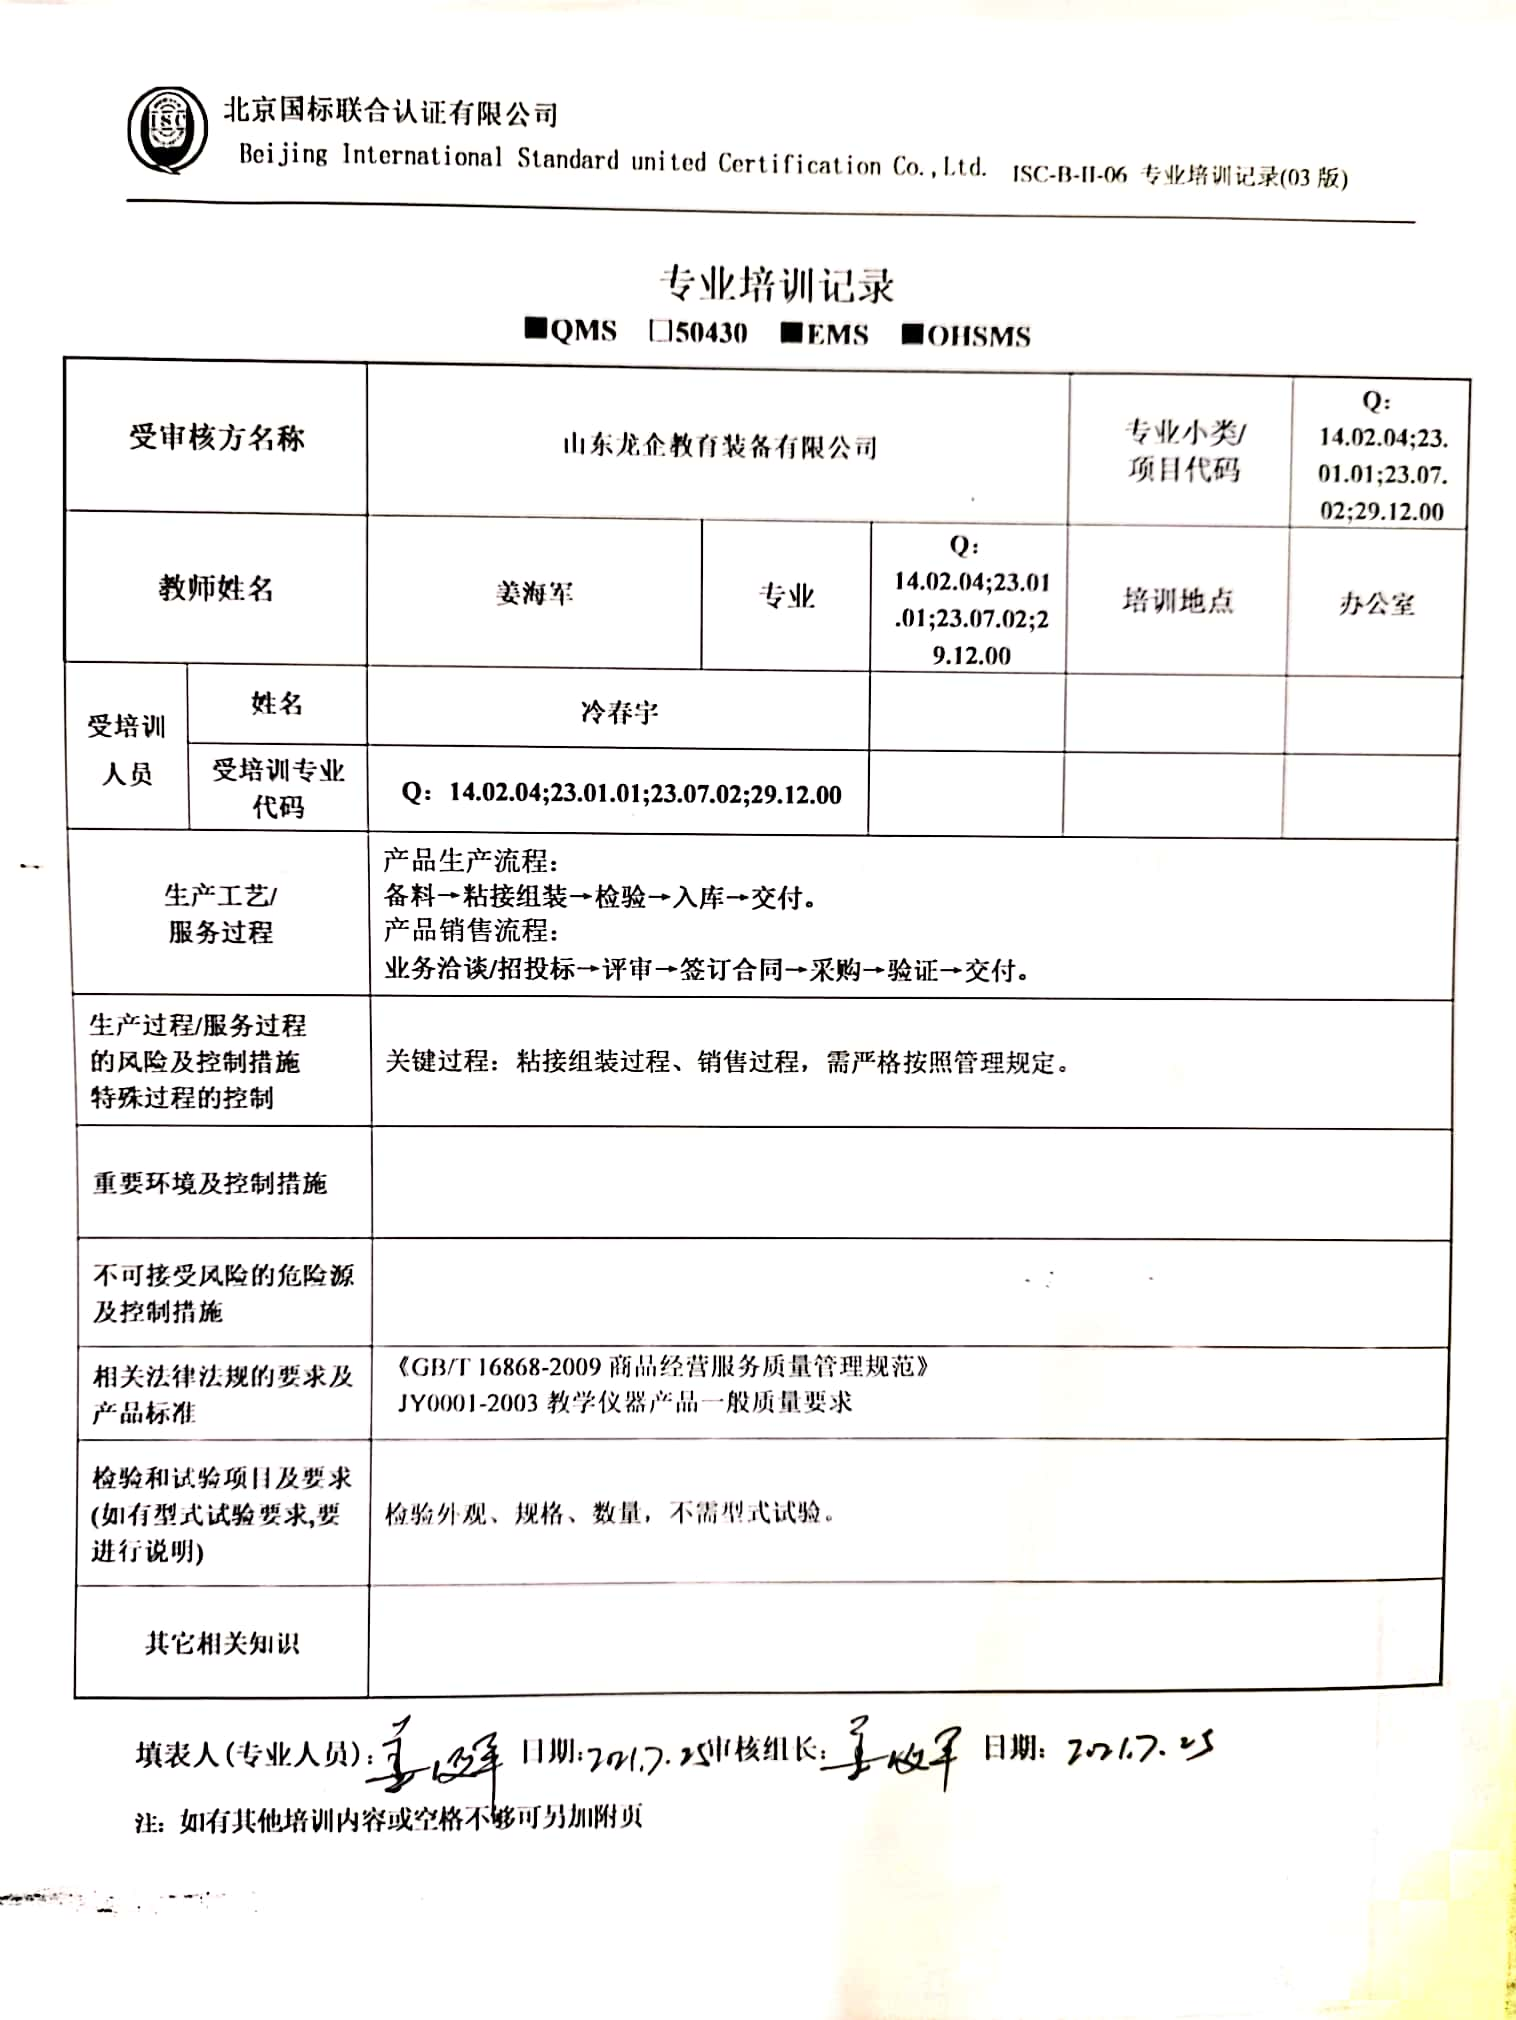 ISC
北京国标联合认证有限公司
Beijing International Standard united Certification Co.,Ltd. ISC-B-II-06 专业培训记录(03 版)
专业培训记录
■QMS □50430 ■EMS ■OHSMS
受审核方名称
山东龙企教育装备有限公司
专业小类/
项目代码
Q:
14.02.04;23.
01.01;23.07.
02;29.12.00
教师姓名
姜海军
专业
Q:
14.02.04;23.01
.01;23.07.02;2
9.12.00
培训地点
办公室
受培训
人员
姓名
冷春宇
受培训专业
代码
Q：14.02.04;23.01.01;23.07.02;29.12.00
生产工艺/
服务过程
产品生产流程：
备料→粘接组装→检验→入库→交付。
产品销售流程：
业务洽谈/招投标→评审→签订合同→采购→验证→交付。
生产过程/服务过程
的风险及控制措施
特殊过程的控制
关键过程：粘接组装过程、销售过程，需严格按照管理规定。
重要环境及控制措施
不可接受风险的危险源
及控制措施
相关法律法规的要求及
产品标准
《GB/T 16868-2009 商品经营服务质量管理规范》
JY0001-2003 教学仪器产品一般质量要求
检验和试验项目及要求
(如有型式试验要求,要
进行说明)
检验外观、规格、数量，不需型式试验。
其它相关知识
填表人(专业人员)：姜海军 日期：2021.7.25审核组长：姜海军 日期：2021.7.25
注：如有其他培训内容或空格不够可另加附页